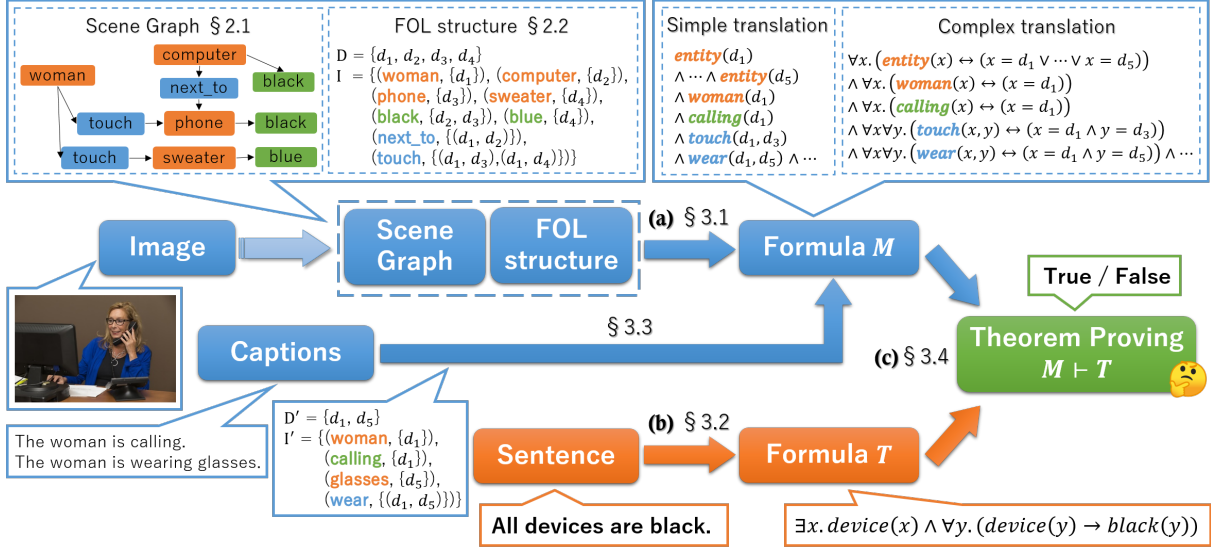 Scene Graph § 2.1
woman
computer
next_to
black
touch
phone
black
touch
sweater
blue
FOL structure § 2.2
D = {d₁, d₂, d₃, d₄}
I = {(woman, {d₁}), (computer, {d₂}),
(phone, {d₃}), (sweater, {d₄}),
(black, {d₂, d₃}), (blue, {d₄}),
(next_to, {(d₁, d₂)}),
(touch, {(d₁, d₃),(d₁, d₄)})}
Simple translation
entity(d₁)
∧ ⋯ ∧ entity(d₅)
∧ woman(d₁)
∧ calling(d₁)
∧ touch(d₁, d₃)
∧ wear(d₁, d₅) ∧ ⋯
Complex translation
∀x. (entity(x) ↔ (x = d₁ ∨ ⋯ ∨ x = d₅))
∧ ∀x. (woman(x) ↔ (x = d₁))
∧ ∀x. (calling(x) ↔ (x = d₁))
∧ ∀x∀y. (touch(x, y) ↔ (x = d₁ ∧ y = d₃))
∧ ∀x∀y. (wear(x, y) ↔ (x = d₁ ∧ y = d₅)) ∧ ⋯
Image
Scene
Graph
FOL
structure
(a) § 3.1
Formula M
True / False
Captions
§ 3.3
(c) § 3.4
Theorem Proving
M ⊢ T
The woman is calling.
The woman is wearing glasses.
D′ = {d₁, d₅}
I′ = {(woman, {d₁}),
(calling, {d₁}),
(glasses, {d₅}),
(wear, {(d₁, d₅)})}
Sentence
(b) § 3.2
Formula T
All devices are black.
∃x. device(x) ∧ ∀y. (device(y) → black(y))